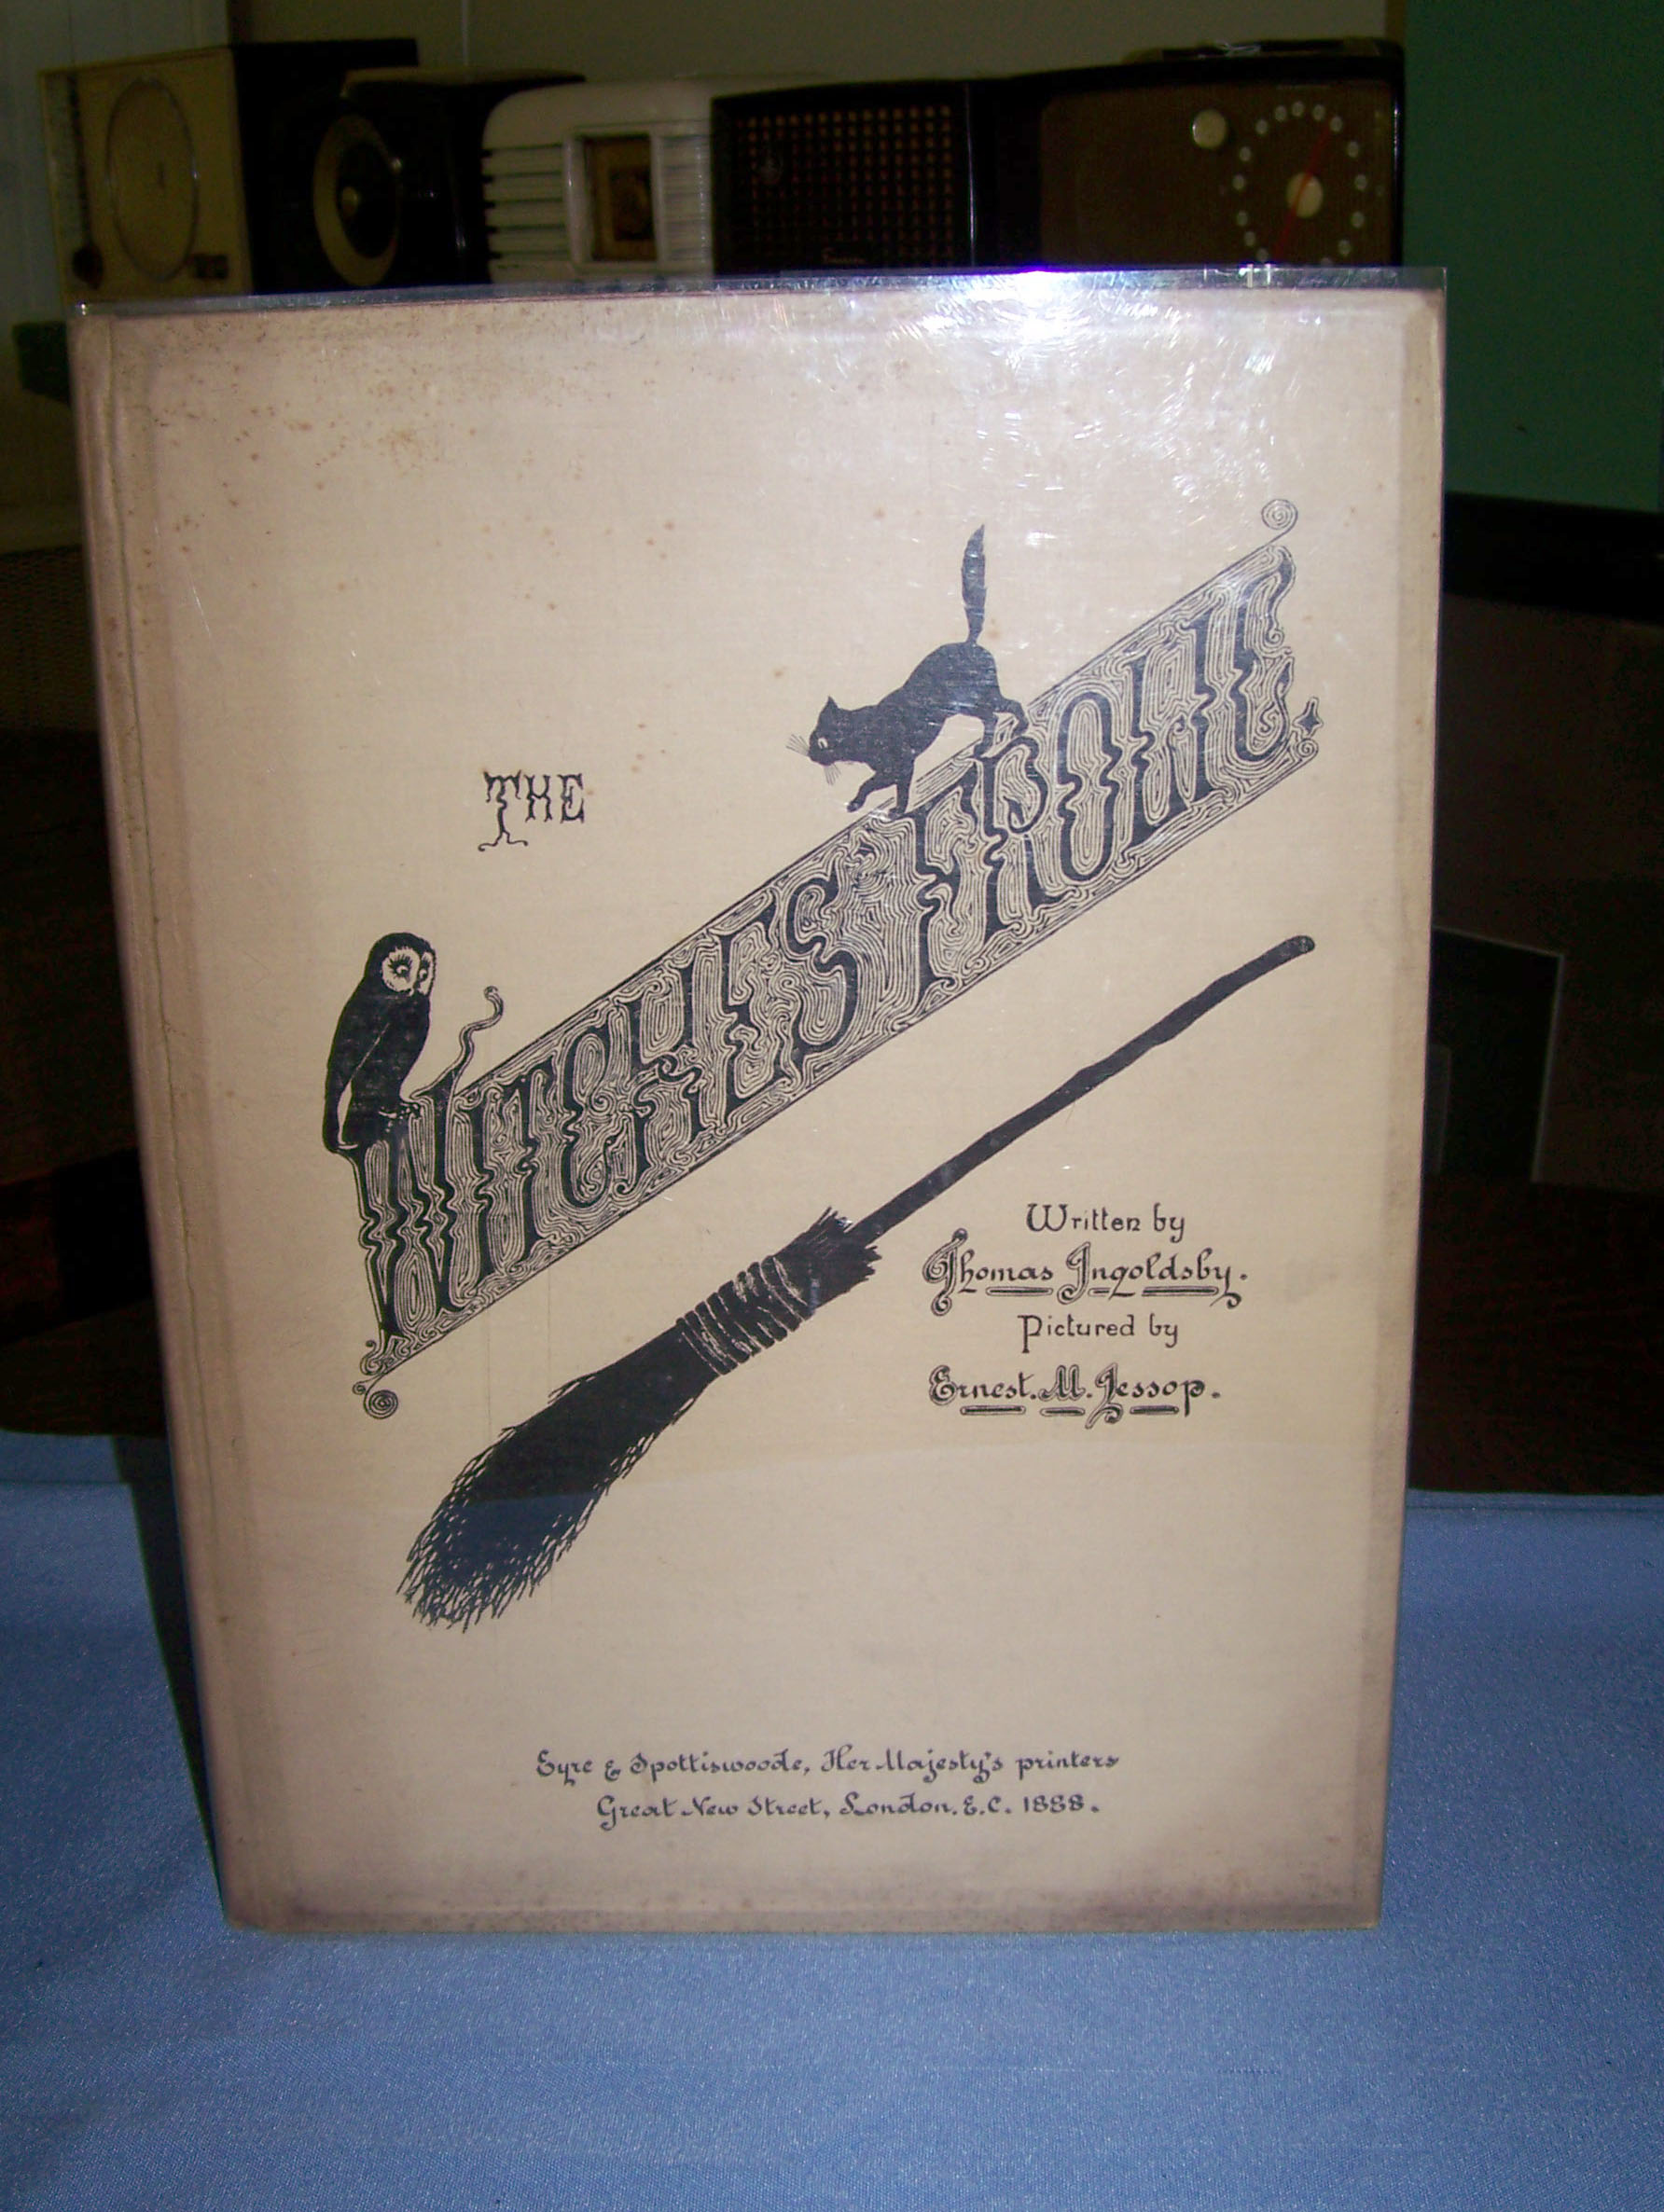 THE
WITCHES FROLIC.
Written by
Thomas Ingoldsby.
Pictured by
Ernest. M. Jessop.
Eyre & Spottiswoode, Her Majesty's printers
Great New Street, London. E.C. 1888.